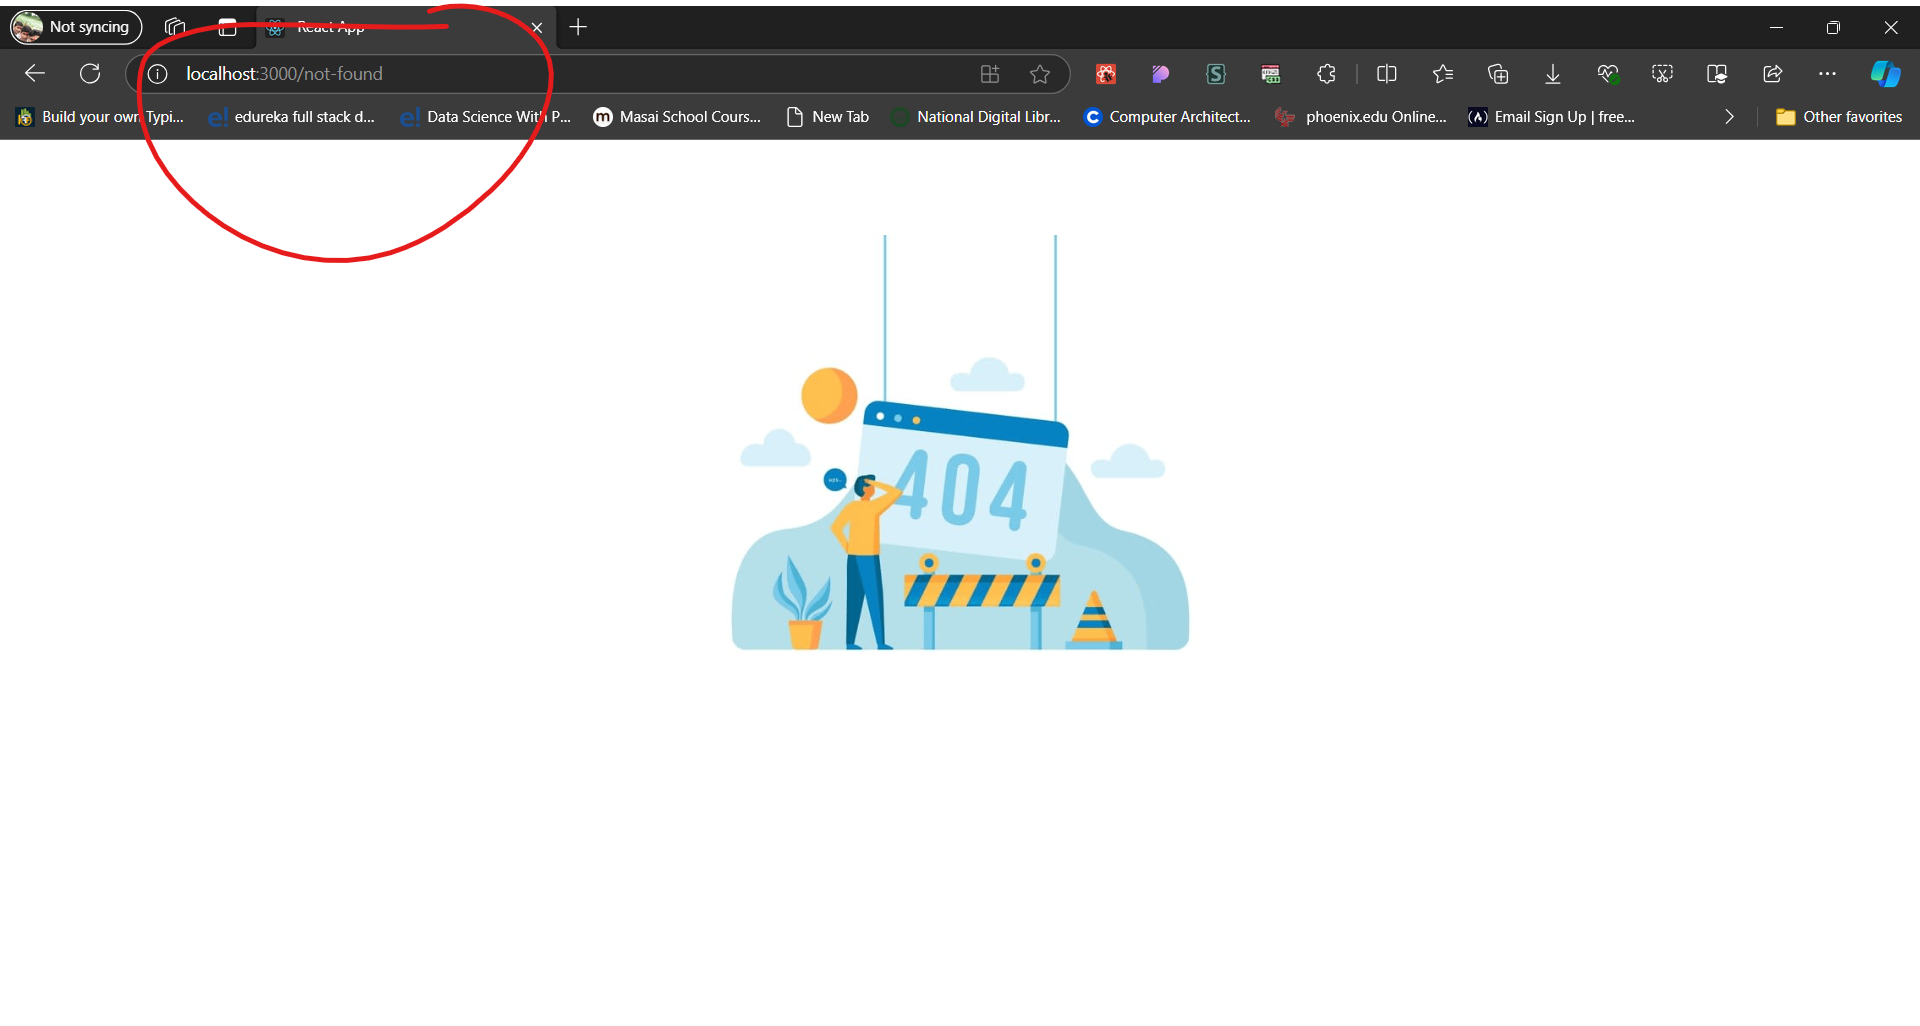 Not syncing
React App
localhost:3000/not-found
Build your own Typi...
edureka full stack d...
Data Science With P...
Masai School Cours...
New Tab
National Digital Libr...
Computer Architect...
phoenix.edu Online...
Email Sign Up | free...
Other favorites
404